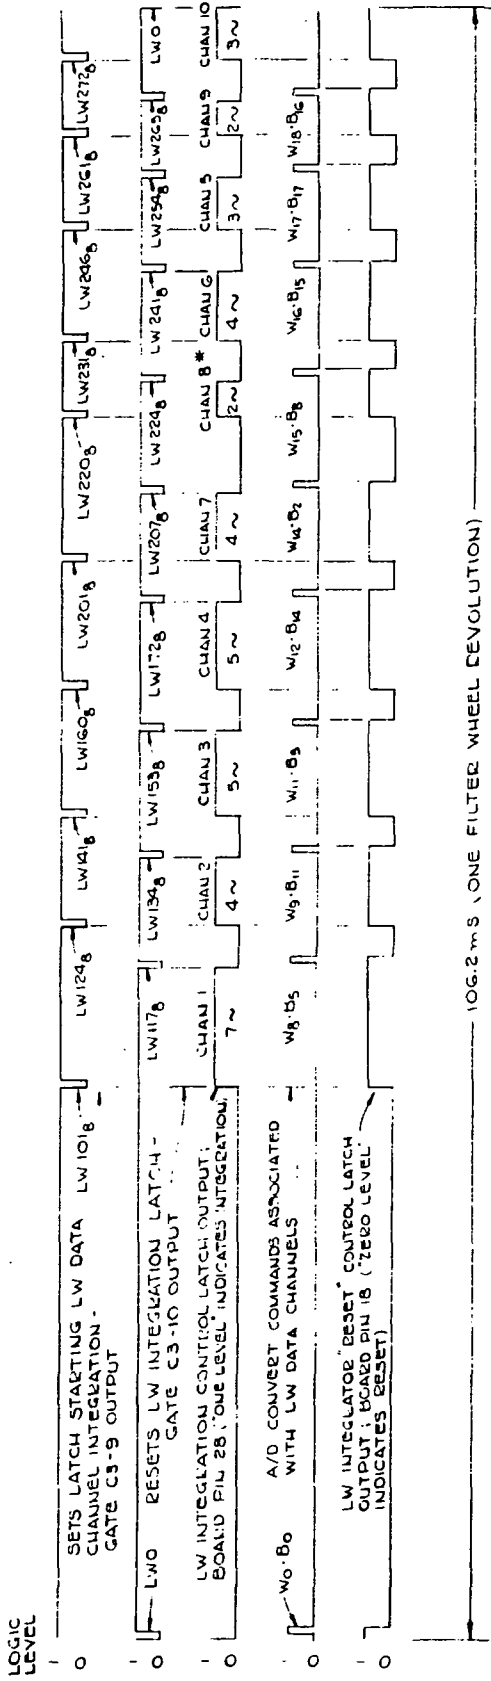 LOGIC
LEVEL
- 0
SETS LATCH STARTING LW DATA
CHANNEL INTEGRATION -
GATE C3-9 OUTPUT
LW 101₈
LW124₈
LW141₈
LW160₈
LW201₈
LW220₈
LW231₈
LW246₈
LW261₈
LW272₈
- 0
LW0
RESETS LW INTEGRATION LATCH -
GATE C3-10 OUTPUT
LW117₈
LW134₈
LW153₈
LW172₈
LW207₈
LW224₈
LW241₈
LW254₈
LW265₈
LW0
- 0
LW INTEGRATION CONTROL LATCH OUTPUT;
BOARD PIN 28 ("ONE LEVEL" INDICATES INTEGRATION)
CHAN 1
7~
CHAN 2
4~
CHAN 3
5~
CHAN 4
5~
CHAN 7
4~
CHAN 8*
2~
CHAN 6
4~
CHAN 5
3~
CHAN 9
2~
CHAN 10
3~
- 0
W₀·B₀
A/D CONVERT COMMANDS ASSOCIATED
WITH LW DATA CHANNELS
W₈·B₅
W₉·B₁₁
W₁₁·B₃
W₁₂·B₁₄
W₁₄·B₂
W₁₅·B₈
W₁₆·B₁₅
W₁₇·B₁₇
W₁₈·B₁₆
- 0
LW INTEGRATOR "RESET" CONTROL LATCH
OUTPUT; BOARD PIN 18 ("ZERO LEVEL"
INDICATES RESET)
106.2 ms (ONE FILTER WHEEL REVOLUTION)